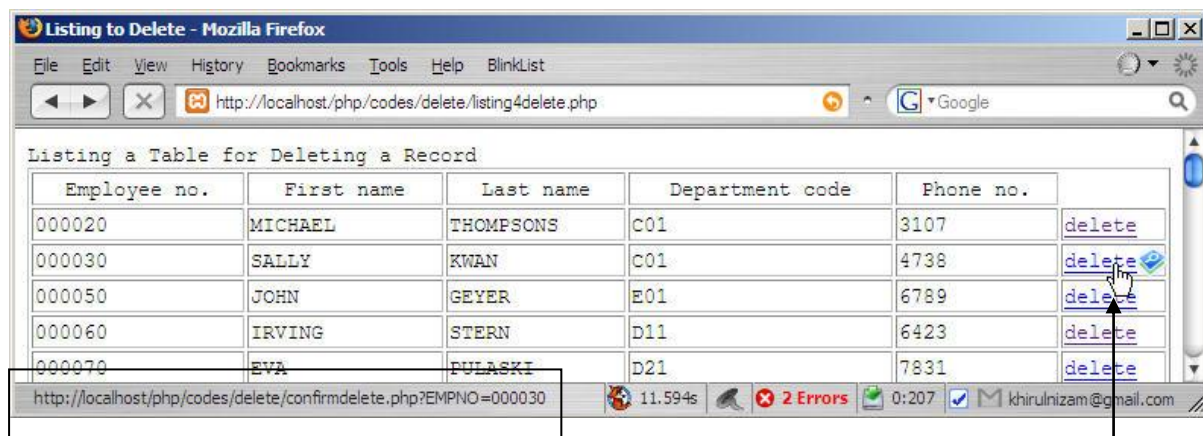 Listing to Delete - Mozilla Firefox
File Edit View History Bookmarks Tools Help BlinkList
http://localhost/php/codes/delete/listing4delete.php G Google
Listing a Table for Deleting a Record
Employee no. First name Last name Department code Phone no.
000020 MICHAEL THOMPSONS C01 3107 delete
000030 SALLY KWAN C01 4738 delete
000050 JOHN GEYER E01 6789 delete
000060 IRVING STERN D11 6423 delete
000070 EVA PULASKI D21 7831 delete
http://localhost/php/codes/delete/confirmdelete.php?EMPNO=000030 11.594s 2 Errors 0:207 khirulnizam@gmail.com